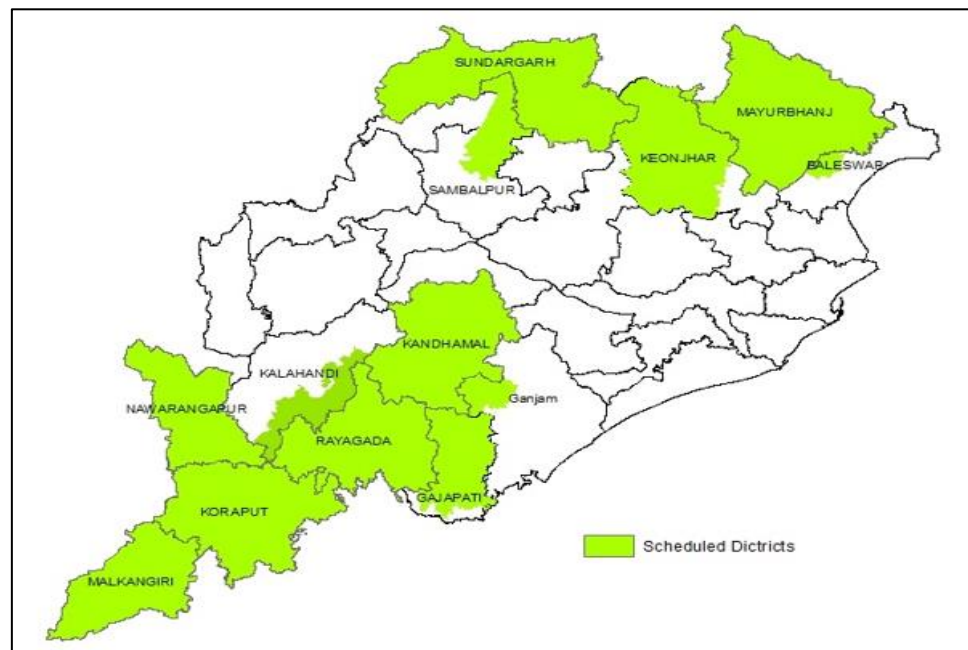 SUNDARGARH
MAYURBHANJ
KEONJHAR
BALESWAR
SAMBALPUR
KANDHAMAL
KALAHANDI
Ganjam
NAWARANGAPUR
RAYAGADA
GAJAPATI
KORAPUT
Scheduled Dictricts
MALKANGIRI